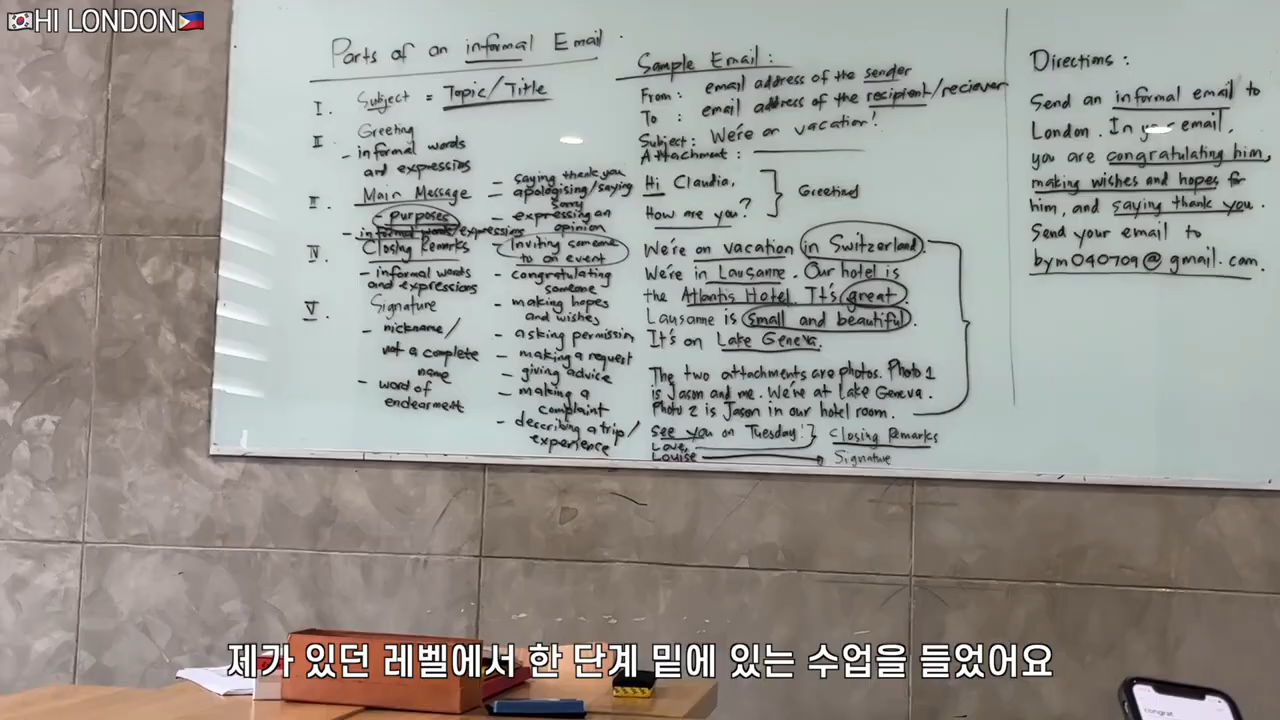 🇰🇷HI LONDON🇵🇭
Parts of an informal Email
I. Subject = Topic/Title
II Greeting
- informal words
and expressions
II. Main Message
- purposes
- informal words/expressions
IV. Closing Remarks
- informal words
and expressions
V. Signature
- nickname/
not a complete
name
- word of
endearment
- saying thank you
- apologising/saying
sorry
- expressing an
opinion
- Inviting someone
to an event
- congratulating
someone
- making hopes
and wishes
- asking permission
- making a request
- giving advice
- making a
complaint
- describing a trip/
experience
Sample Email :
From : email address of the sender
To : email address of the recipient/reciever
Subject : We're on vacation!
Attachment :
Hi Claudia,
How are you?
Greetings
We're on vacation in Switzerland.
We're in Lausanne. Our hotel is
the Atlantis Hotel. It's great.
Lausanne is small and beautiful.
It's on Lake Geneva.
The two attachments are photos. Photo 1
is Jason and me. We're at Lake Geneva.
Photo 2 is Jason in our hotel room.
See you on Tuesday! Closing Remarks
Love,
Louise Signature
Directions :
Send an informal email to
London. In your email,
you are congratulating him,
making wishes and hopes for
him, and saying thank you.
Send your email to
bym040709@gmail.com.
제가 있던 레벨에서 한 단계 밑에 있는 수업을 들었어요
congrat